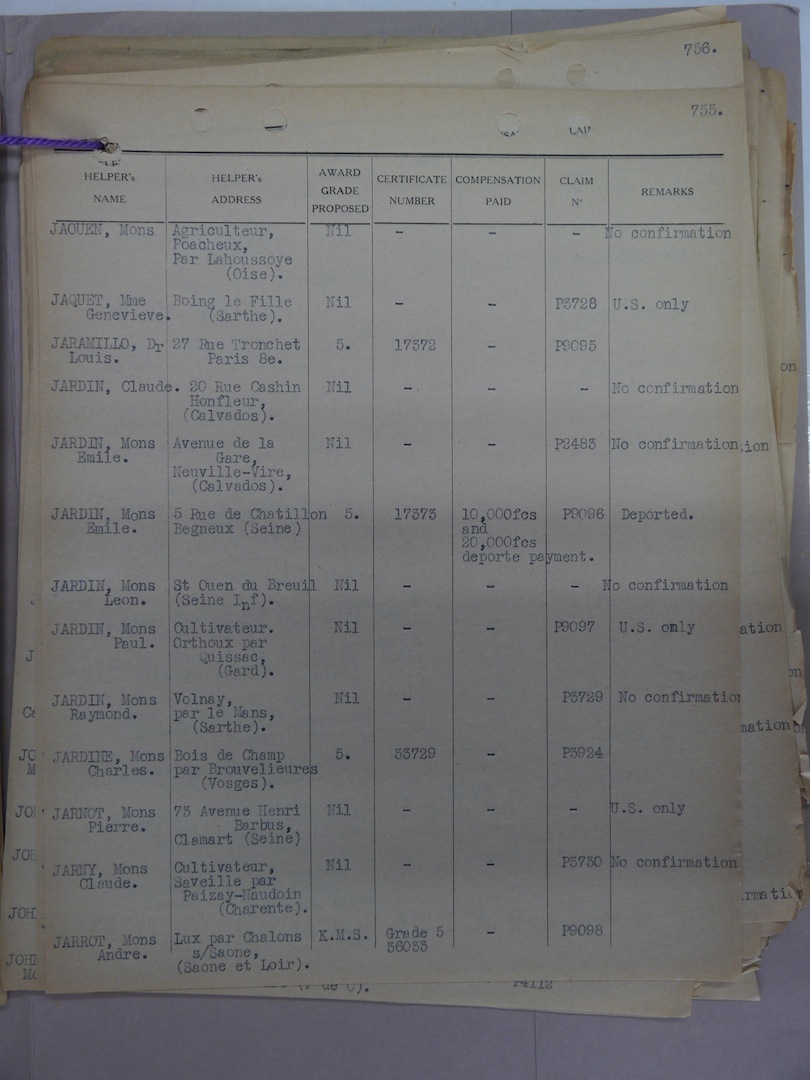 756.
755.
HELPER's NAME | HELPER's ADDRESS | AWARD GRADE PROPOSED | CERTIFICATE NUMBER | COMPENSATION PAID | CLAIM Nº | REMARKS
JAOUEN, Mons Agriculteur, Nil - - - No confirmation
Poacheux,
Par Lahoussoye
(Oise).
JAQUET, Mme Boing le Fille Nil - - P3728 U.S. only
Genevieve. (Sarthe).
JARAMILLO, Dr 27 Rue Tronchet 5. 17372 - P9095
Louis. Paris 8e.
JARDIN, Claude. 20 Rue Cashin Nil - - - No confirmation
Honfleur,
(Calvados).
JARDIN, Mons Avenue de la Nil - - P2483 No confirmation
Emile. Gare,
Neuville-Vire,
(Calvados).
JARDIN, Mons 5 Rue de Chatillon 5. 17373 10,000fcs P9096 Deported.
Emile. Begneux (Seine) and
20,000fcs
deporte payment.
JARDIN, Mons St Ouen du Breuil Nil - - - No confirmation
Leon. (Seine Inf).
JARDIN, Mons Cultivateur. Nil - - P9097 U.S. only
Paul. Orthoux par
Quissac,
(Gard).
JARDIN, Mons Volnay, Nil - - P3729 No confirmation
Raymond. par le Mans,
(Sarthe).
JARDINE, Mons Bois de Champ 5. 33729 - P3924
Charles. par Brouvelieures
(Vosges).
JARNOT, Mons 73 Avenue Henri Nil - - - U.S. only
Pierre. Barbus,
Clamart (Seine)
JARNY, Mons Cultivateur, Nil - - P3730 No confirmation
Claude. Saveille par
Paizay-Naudoin
(Charente).
JARROT, Mons Lux par Chalons K.M.S. Grade 5 - P9098
Andre. s/Saone, 36033
(Saone et Loir).
P4112